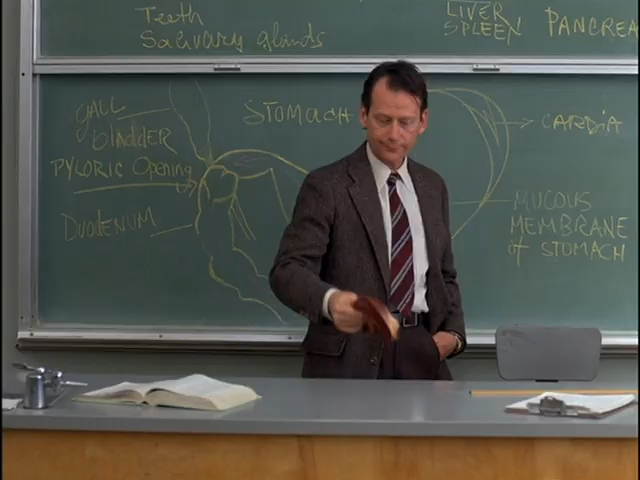 Teeth
Salivary glands
LIVER
SPLEEN
PANCREA
GALL
bladder
PYLORIC Opening
DUODENUM
STOMACH
CARDIA
MUCOUS
MEMBRANE
of STOMACH